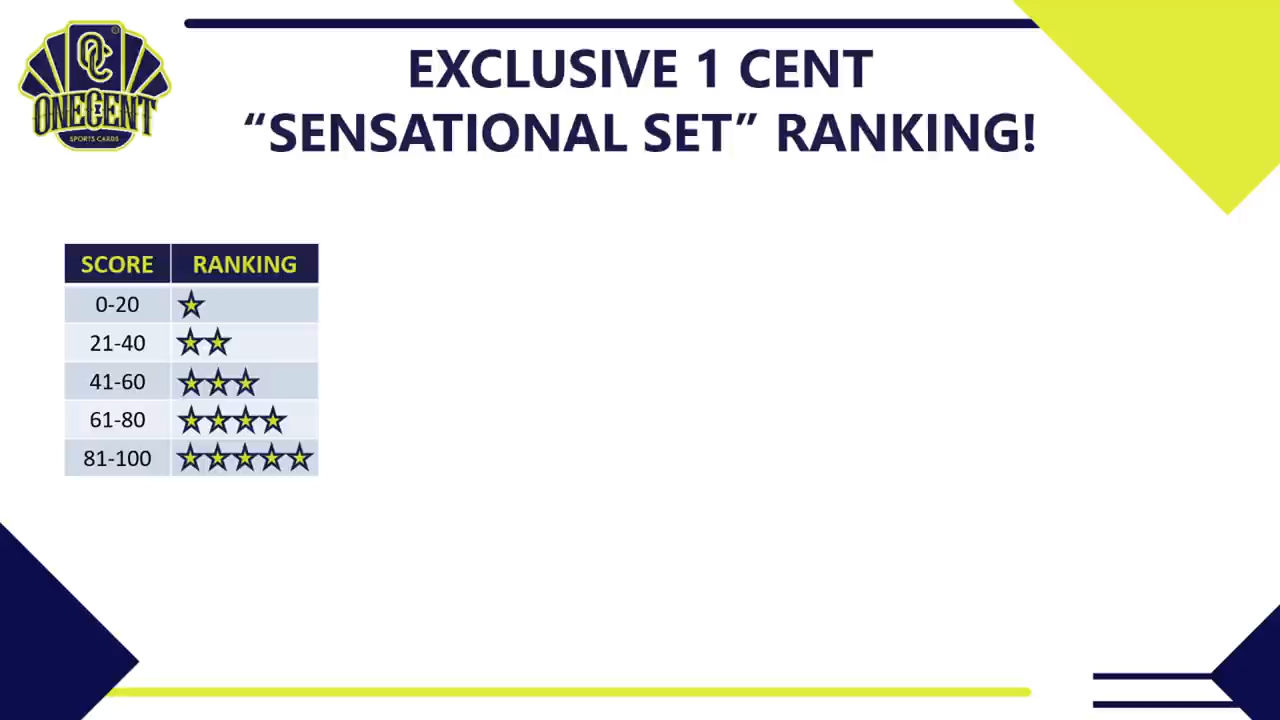 OC
ONECENT
SPORTS CARDS
EXCLUSIVE 1 CENT
“SENSATIONAL SET” RANKING!
SCORE RANKING
0-20
21-40
41-60
61-80
81-100